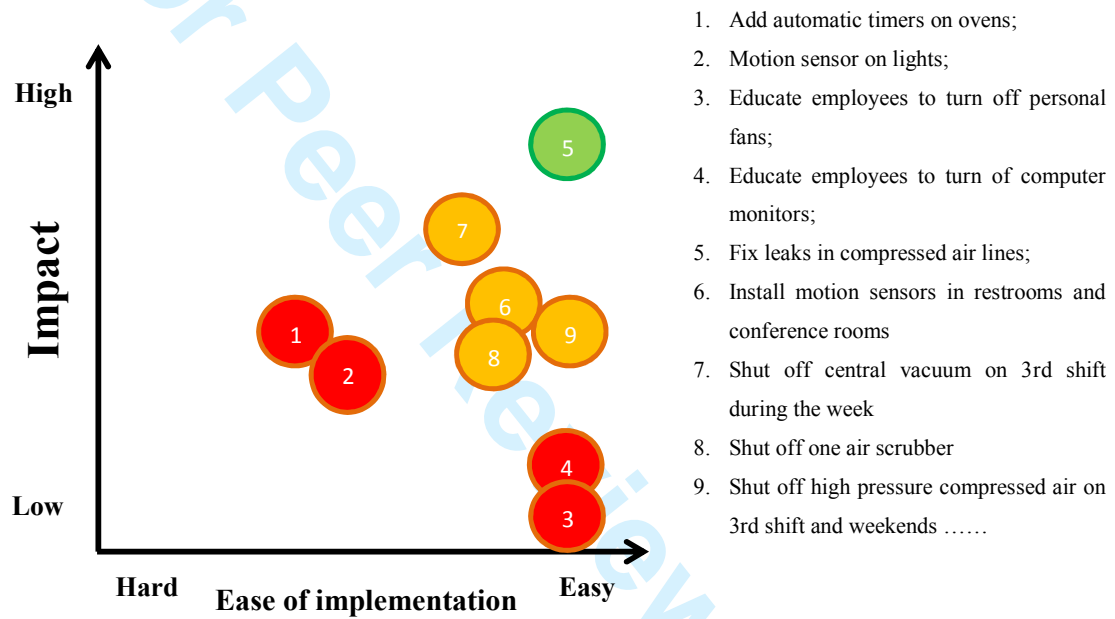 High
Impact
Low
Hard
Ease of implementation
Easy
5
7
6
9
8
1
2
4
3
1. Add automatic timers on ovens;
2. Motion sensor on lights;
3. Educate employees to turn off personal
fans;
4. Educate employees to turn of computer
monitors;
5. Fix leaks in compressed air lines;
6. Install motion sensors in restrooms and
conference rooms
7. Shut off central vacuum on 3rd shift
during the week
8. Shut off one air scrubber
9. Shut off high pressure compressed air on
3rd shift and weekends ……
or Peer Review